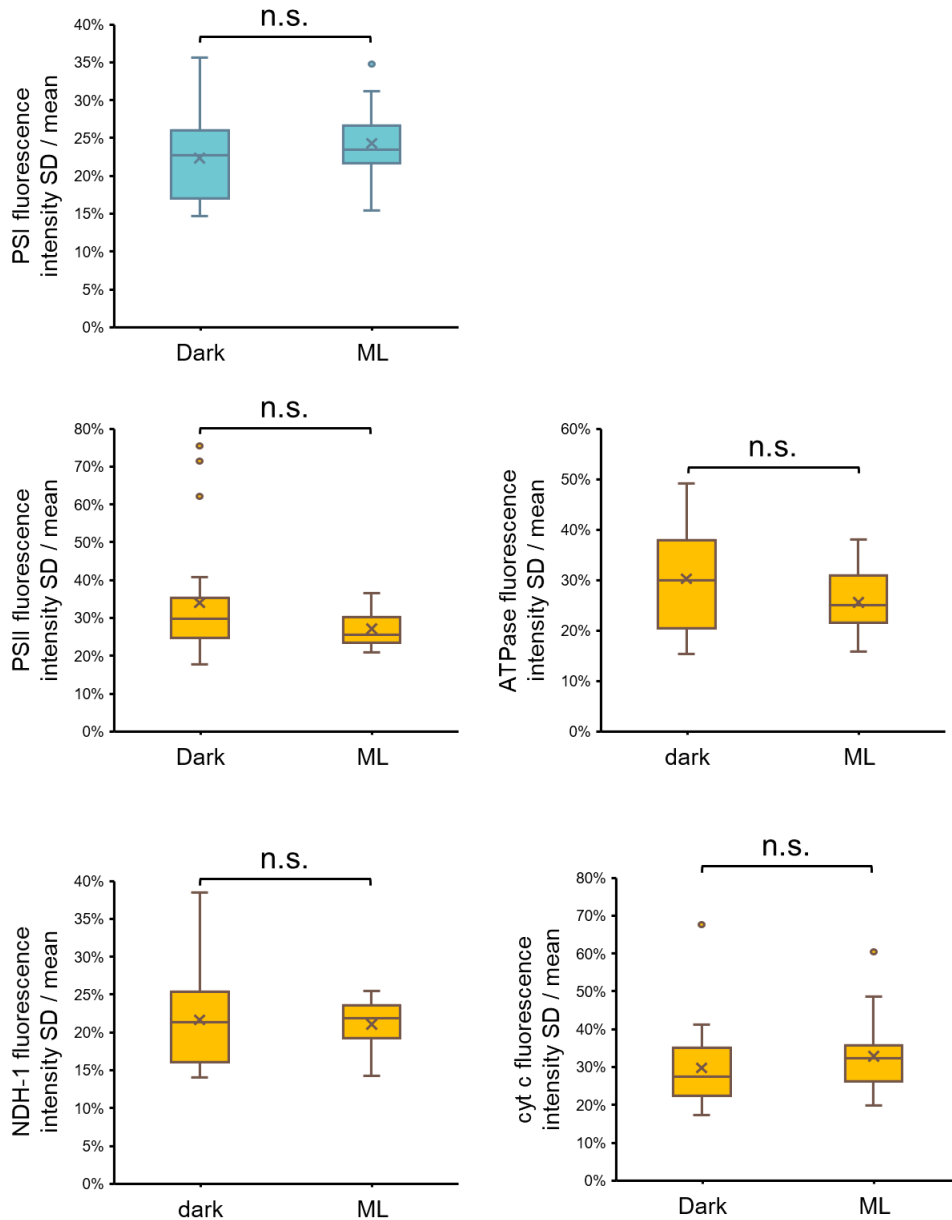 n.s.
40%
35%
30%
25%
20%
15%
10%
5%
0%
PSI fluorescence
intensity SD / mean
Dark
ML
n.s.
80%
70%
60%
50%
40%
30%
20%
10%
0%
PSII fluorescence
intensity SD / mean
Dark
ML
n.s.
60%
50%
40%
30%
20%
10%
0%
ATPase fluorescence
intensity SD / mean
dark
ML
n.s.
40%
35%
30%
25%
20%
15%
10%
5%
0%
NDH-1 fluorescence
intensity SD / mean
dark
ML
n.s.
80%
70%
60%
50%
40%
30%
20%
10%
0%
cyt c fluorescence
intensity SD / mean
Dark
ML